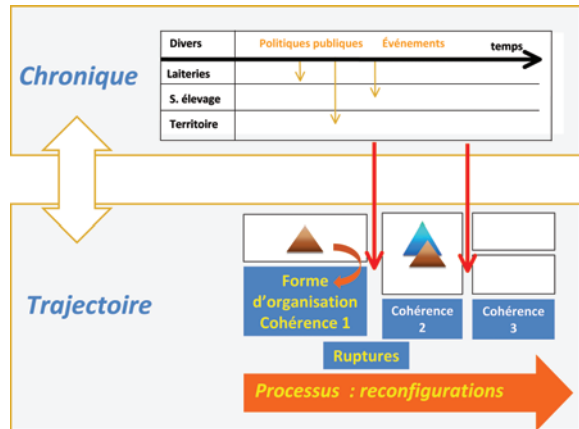 Divers Politiques publiques Événements temps
Chronique
Laiteries
S. élevage
Territoire
Trajectoire
Forme
d'organisation
Cohérence 1
Cohérence
2
Cohérence
3
Ruptures
Processus : reconfigurations